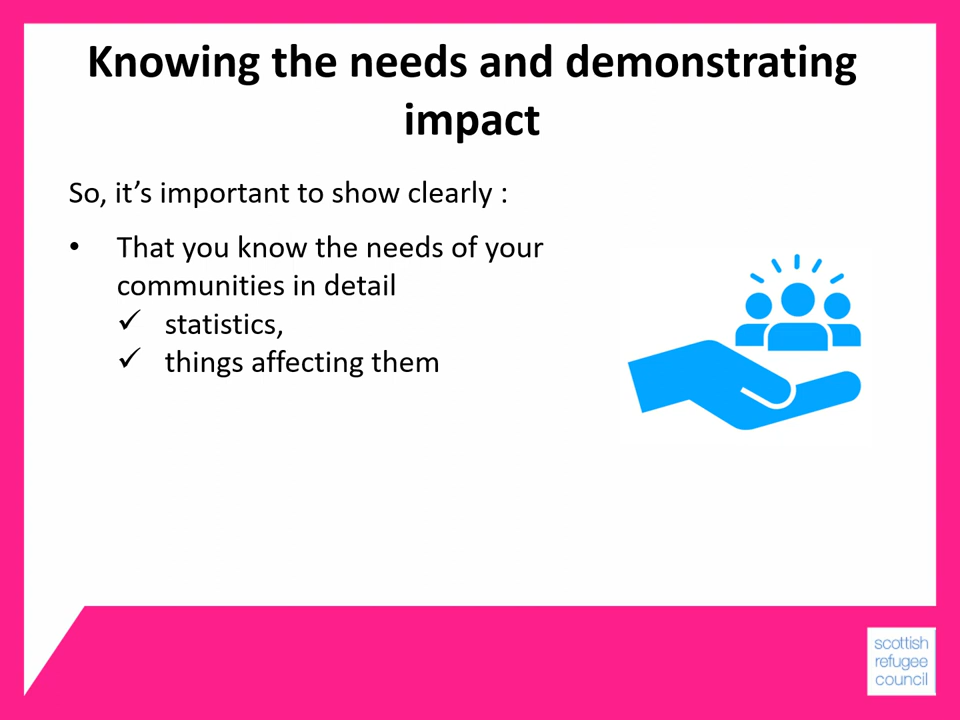 Knowing the needs and demonstrating
impact
So, it’s important to show clearly :
• That you know the needs of your
communities in detail
✓ statistics,
✓ things affecting them
scottish
refugee
council